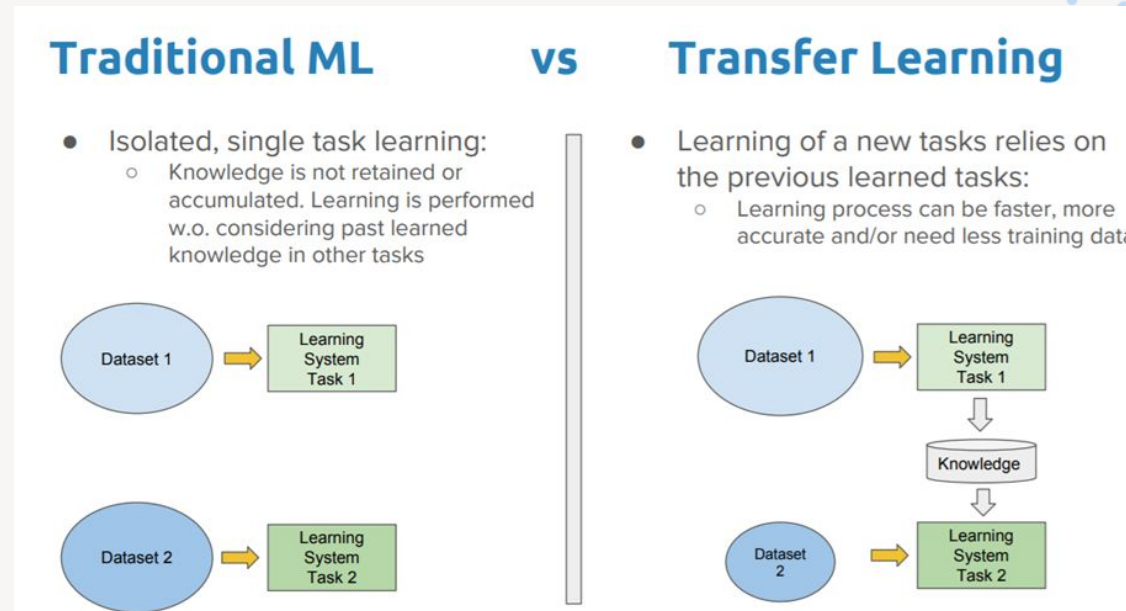 Traditional ML vs Transfer Learning
● Isolated, single task learning:
○ Knowledge is not retained or
accumulated. Learning is performed
w.o. considering past learned
knowledge in other tasks
● Learning of a new tasks relies on
the previous learned tasks:
○ Learning process can be faster, more
accurate and/or need less training data
Dataset 1
Learning
System
Task 1
Dataset 2
Learning
System
Task 2
Dataset 1
Learning
System
Task 1
Knowledge
Dataset
2
Learning
System
Task 2